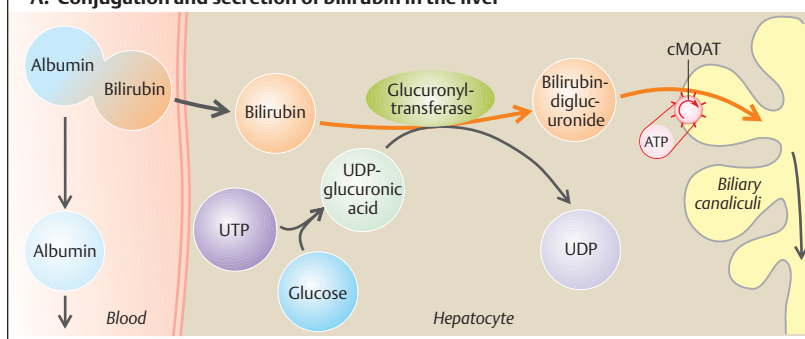 A. Conjugation and secretion of bilirubin in the liver
Albumin
Bilirubin
Bilirubin
Glucuronyl-
transferase
Bilirubin-
digluc-
uronide
cMOAT
ATP
UDP-
glucuronic
acid
UTP
Glucose
UDP
Biliary
canaliculi
Albumin
Blood
Hepatocyte